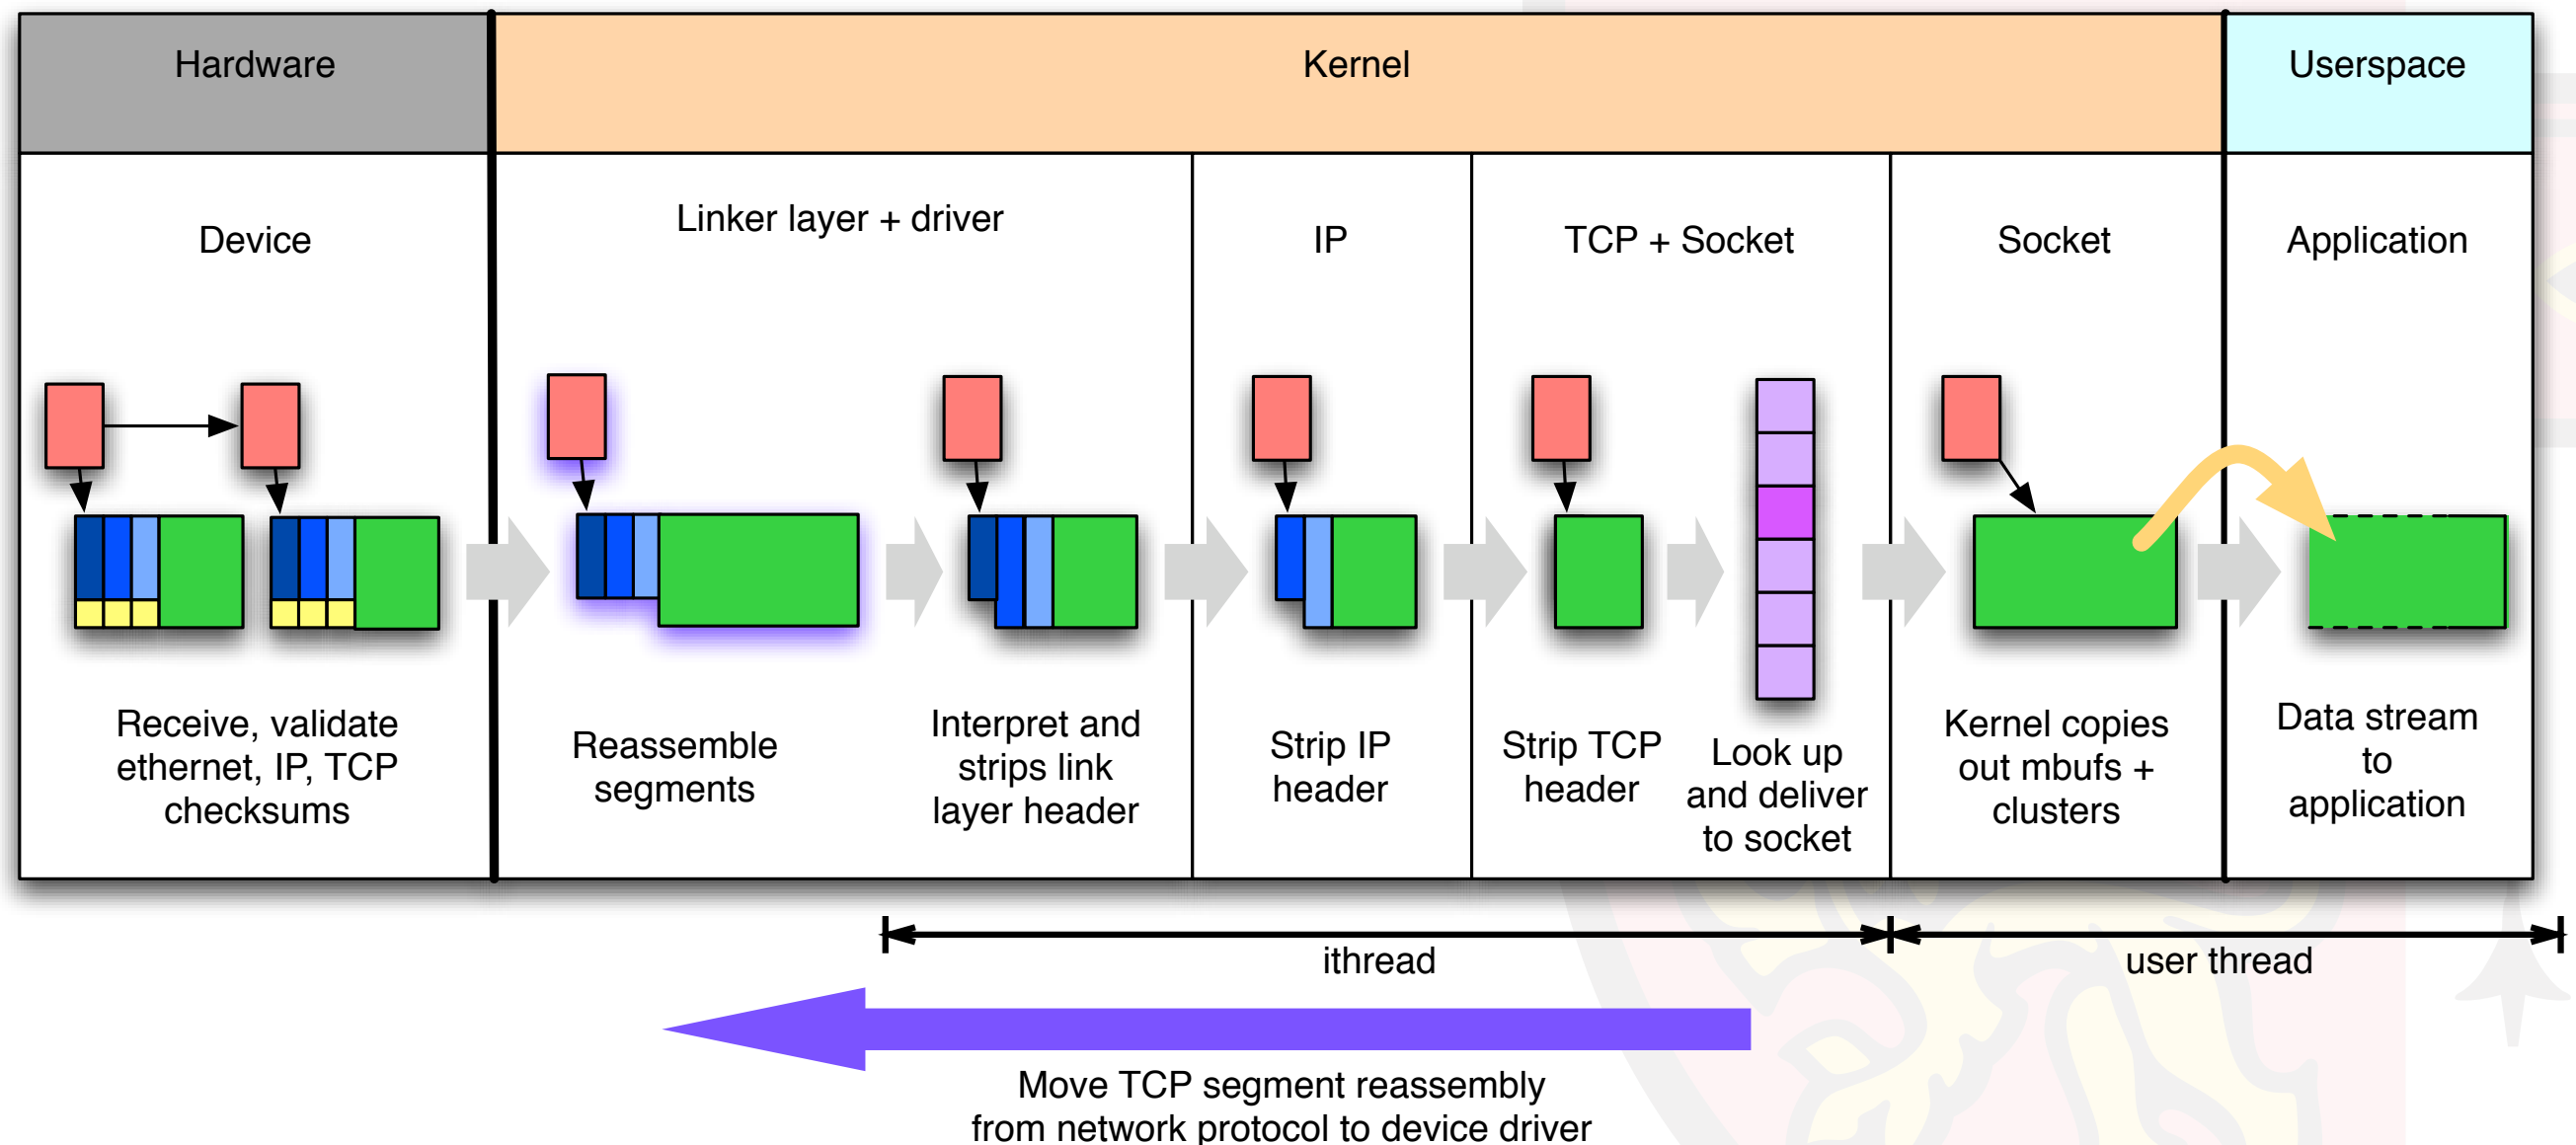 Hardware
Kernel
Userspace
Device
Linker layer + driver
IP
TCP + Socket
Socket
Application
Receive, validate
ethernet, IP, TCP
checksums
Reassemble
segments
Interpret and
strips link
layer header
Strip IP
header
Strip TCP
header
Look up
and deliver
to socket
Kernel copies
out mbufs +
clusters
Data stream
to
application
ithread
user thread
Move TCP segment reassembly
from network protocol to device driver